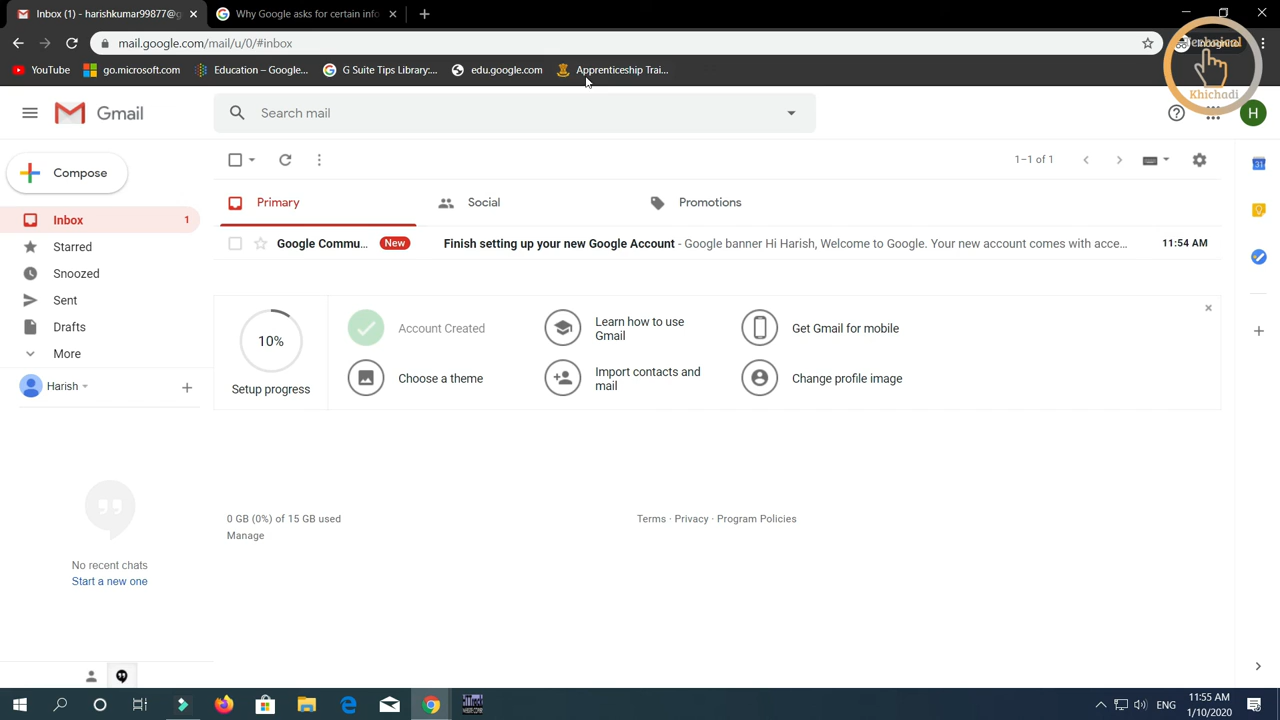 Inbox (1) - harishkumar99877@g
Why Google asks for certain info
mail.google.com/mail/u/0/#inbox
YouTube
go.microsoft.com
Education – Google...
G Suite Tips Library:...
edu.google.com
Apprenticeship Trai...
Khichadi
Gmail
Search mail
H
Compose
1–1 of 1
Inbox 1
Primary
Social
Promotions
Starred
Google Commu... New Finish setting up your new Google Account - Google banner Hi Harish, Welcome to Google. Your new account comes with acce... 11:54 AM
Snoozed
Sent
Drafts
More
Harish
10%
Setup progress
Account Created
Learn how to use
Gmail
Get Gmail for mobile
Choose a theme
Import contacts and
mail
Change profile image
31
0 GB (0%) of 15 GB used
Manage
Terms · Privacy · Program Policies
No recent chats
Start a new one
ENG
11:55 AM
1/10/2020